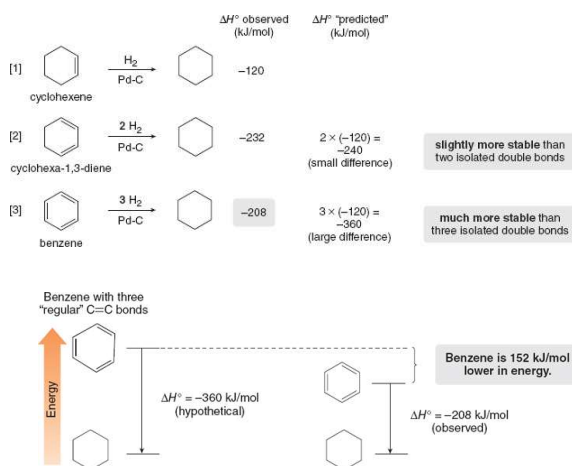 ΔH° observed
(kJ/mol)
ΔH° “predicted”
(kJ/mol)
[1]
H₂
Pd-C
–120
cyclohexene
[2]
2 H₂
Pd-C
–232
2 × (–120) =
–240
(small difference)
slightly more stable than
two isolated double bonds
cyclohexa-1,3-diene
[3]
3 H₂
Pd-C
–208
3 × (–120) =
–360
(large difference)
much more stable than
three isolated double bonds
benzene
Benzene with three
“regular” C=C bonds
Benzene is 152 kJ/mol
lower in energy.
Energy
ΔH° = –360 kJ/mol
(hypothetical)
ΔH° = –208 kJ/mol
(observed)